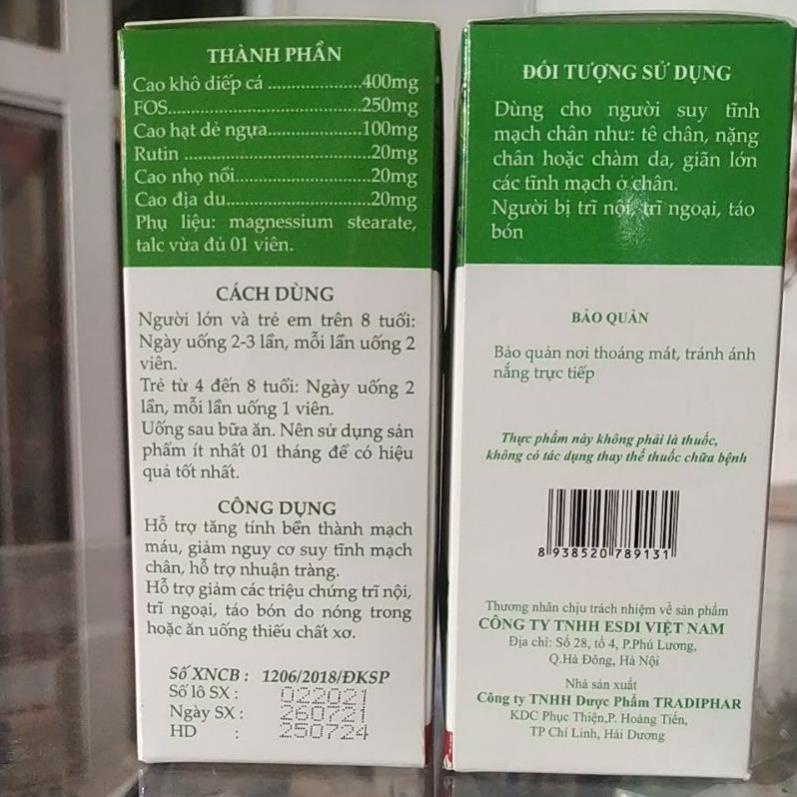 THÀNH PHẦN
Cao khô diếp cá ...................400mg
FOS.......................................250mg
Cao hạt dẻ ngựa...................100mg
Rutin .....................................20mg
Cao nhọ nồi...........................20mg
Cao địa du.............................20mg
Phụ liệu: magnessium stearate,
talc vừa đủ 01 viên.
CÁCH DÙNG
Người lớn và trẻ em trên 8 tuổi:
Ngày uống 2-3 lần, mỗi lần uống 2
viên.
Trẻ từ 4 đến 8 tuổi: Ngày uống 2
lần, mỗi lần uống 1 viên.
Uống sau bữa ăn. Nên sử dụng sản
phẩm ít nhất 01 tháng để có hiệu
quả tốt nhất.
CÔNG DỤNG
Hỗ trợ tăng tính bền thành mạch
máu, giảm nguy cơ suy tĩnh mạch
chân, hỗ trợ nhuận tràng.
Hỗ trợ giảm các triệu chứng trĩ nội,
trĩ ngoại, táo bón do nóng trong
hoặc ăn uống thiếu chất xơ.
Số XNCB : 1206/2018/ĐKSP
Số lô SX : 022021
Ngày SX : 260721
HD : 250724
ĐỐI TƯỢNG SỬ DỤNG
Dùng cho người suy tĩnh
mạch chân như: tê chân, nặng
chân hoặc chàm da, giãn lớn
các tĩnh mạch ở chân.
Người bị trĩ nội, trĩ ngoại, táo
bón
BẢO QUẢN
Bảo quản nơi thoáng mát, tránh ánh
nắng trực tiếp
Thực phẩm này không phải là thuốc,
không có tác dụng thay thế thuốc chữa bệnh
8 938520 789131
Thương nhân chịu trách nhiệm về sản phẩm
CÔNG TY TNHH ESDI VIỆT NAM
Địa chỉ: Số 28, tổ 4, P.Phú Lương,
Q.Hà Đông, Hà Nội
Nhà sản xuất
Công ty TNHH Dược Phẩm TRADIPHAR
KDC Phục Thiện,P. Hoàng Tiến,
TP Chí Linh, Hải Dương